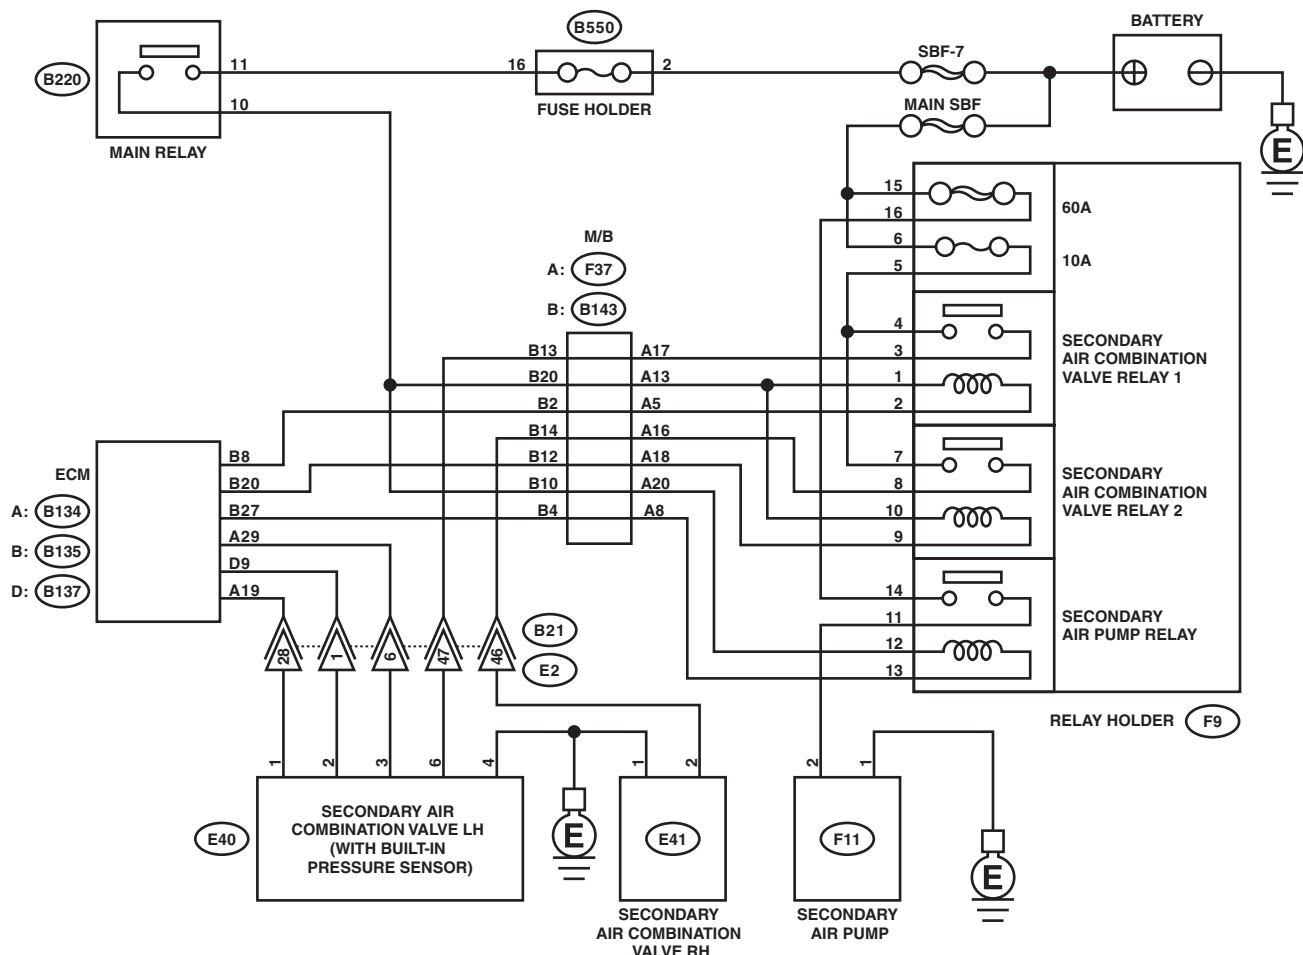 BATTERY
B550
SBF-7
B220
11
16
2
FUSE HOLDER
10
MAIN SBF
MAIN RELAY
E
15
16
60A
6
10A
5
M/B
A: F37
B: B143
4
SECONDARY
AIR COMBINATION
VALVE RELAY 1
B13
A17
3
B20
A13
1
B2
A5
2
B14
A16
B12
A18
7
SECONDARY
AIR COMBINATION
VALVE RELAY 2
B10
A20
8
B4
A8
10
9
ECM
A: B134
B: B135
D: B137
B8
B20
B27
A29
D9
A19
14
SECONDARY
AIR PUMP RELAY
11
12
13
28
1
6
47
46
B21
E2
RELAY HOLDER F9
1
2
3
6
4
1
2
2
1
E40
SECONDARY AIR
COMBINATION VALVE LH
(WITH BUILT-IN
PRESSURE SENSOR)
E
E41
F11
E
SECONDARY
AIR COMBINATION
VALVE RH
SECONDARY
AIR PUMP